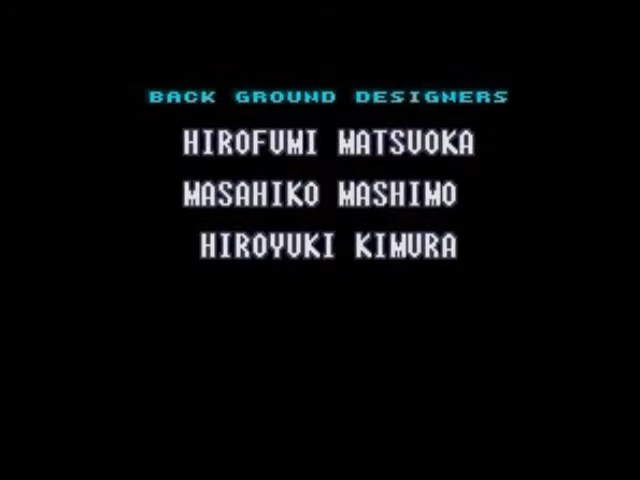 BACK GROUND DESIGNERS
HIROFUMI MATSUOKA
MASAHIKO MASHIMO
HIROYUKI KIMURA